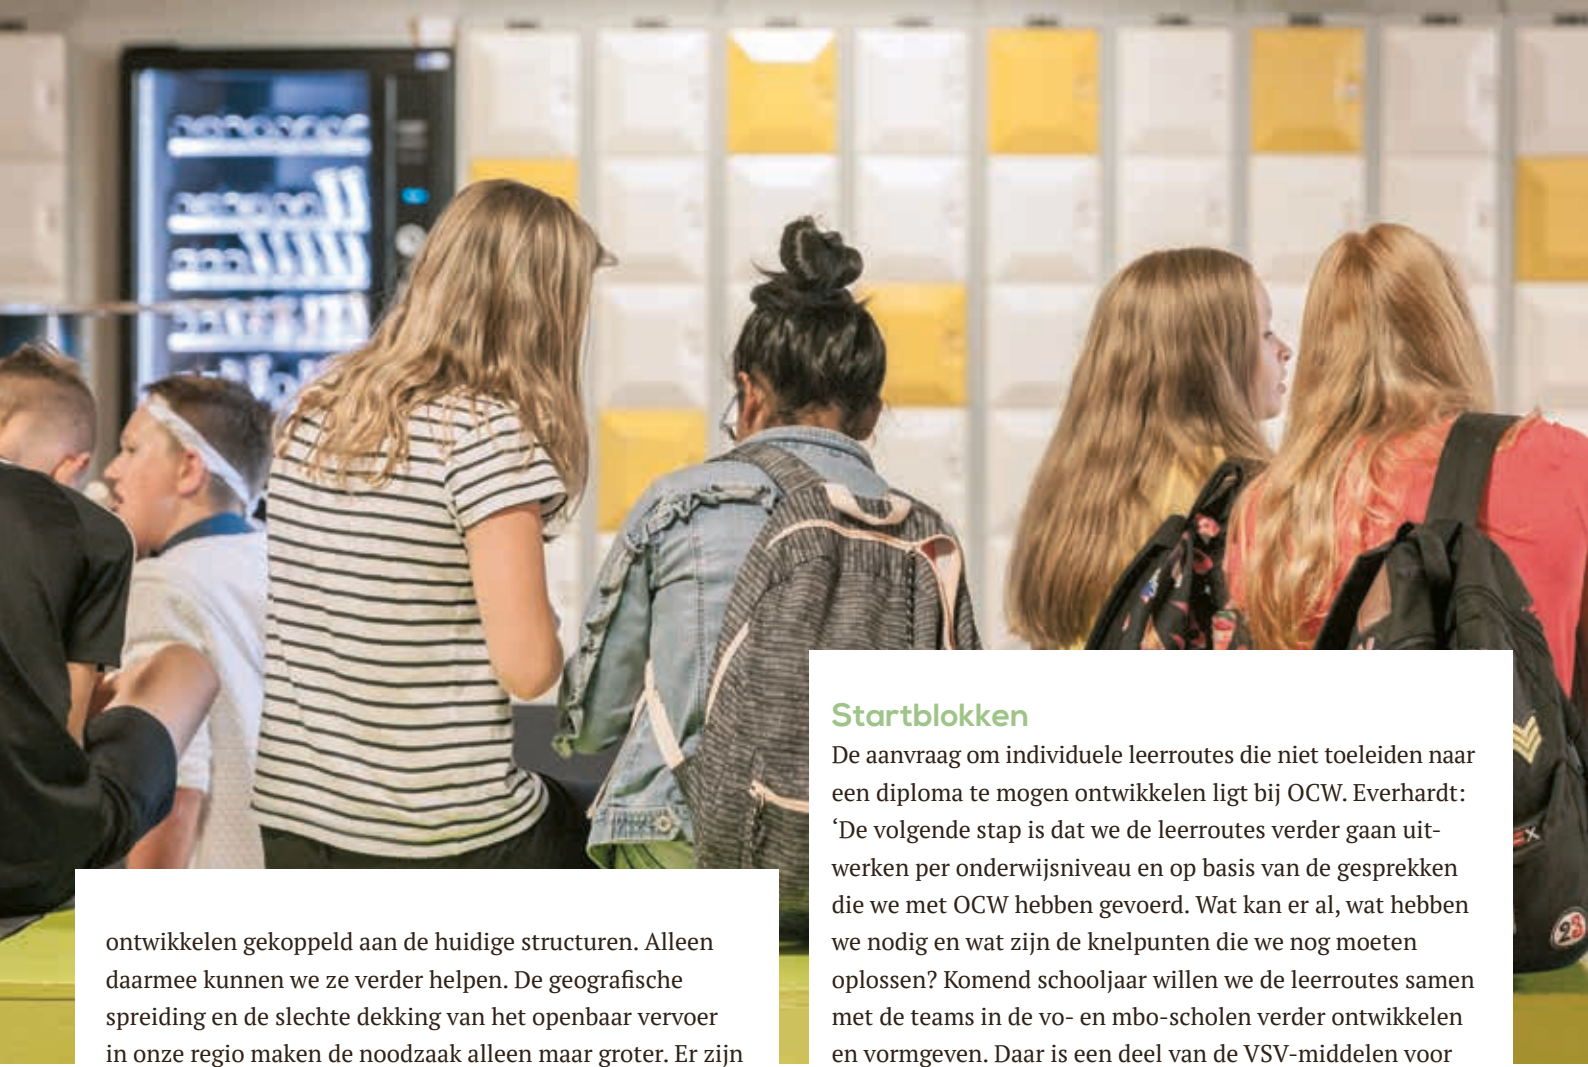 ontwikkelen gekoppeld aan de huidige structuren. Alleen
daarmee kunnen we ze verder helpen. De geografische
spreiding en de slechte dekking van het openbaar vervoer
in onze regio maken de noodzaak alleen maar groter. Er zijn
Startblokken
De aanvraag om individuele leerroutes die niet toeleiden naar
een diploma te mogen ontwikkelen ligt bij OCW. Everhardt:
‘De volgende stap is dat we de leerroutes verder gaan uit-
werken per onderwijsniveau en op basis van de gesprekken
die we met OCW hebben gevoerd. Wat kan er al, wat hebben
we nodig en wat zijn de knelpunten die we nog moeten
oplossen? Komend schooljaar willen we de leerroutes samen
met de teams in de vo- en mbo-scholen verder ontwikkelen
en vormgeven. Daar is een deel van de VSV-middelen voor
23